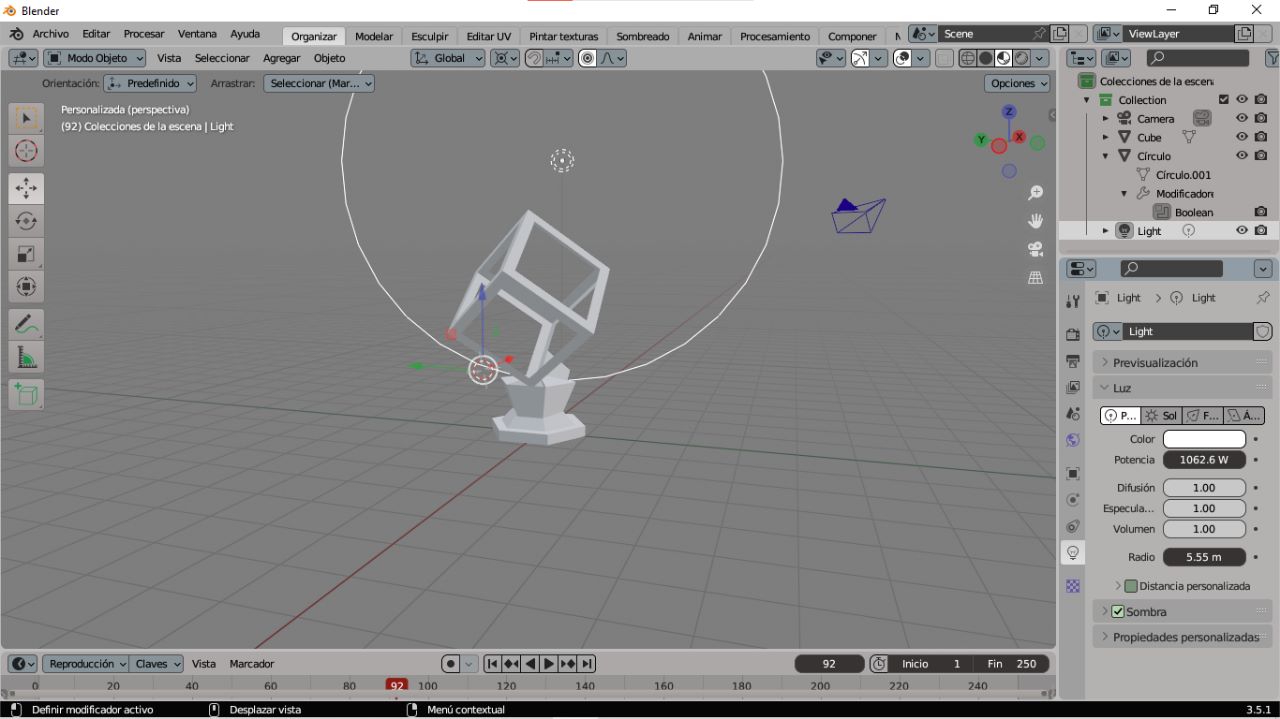 Blender
Archivo Editar Procesar Ventana Ayuda Organizar Modelar Esculpir Editar UV Pintar texturas Sombreado Animar Procesamiento Componer Scene ViewLayer
Modo Objeto Vista Seleccionar Agregar Objeto Global
Orientación: Predefinido Arrastrar: Seleccionar (Mar... Opciones
Personalizada (perspectiva)
(92) Colecciones de la escena | Light
Z
Y
X
Colecciones de la escena
Collection
Camera
Cube
Círculo
Círculo.001
Modificadore
Boolean
Light
Light Light
Light
Previsualización
Luz
P... Sol F... Á...
Color
Potencia 1062.6 W
Difusión 1.00
Especula... 1.00
Volumen 1.00
Radio 5.55 m
Distancia personalizada
Sombra
Propiedades personalizadas
Reproducción Claves Vista Marcador 92 Inicio 1 Fin 250
0 20 40 60 80 92 100 120 140 160 180 200 220 240
Definir modificador activo Desplazar vista Menú contextual 3.5.1